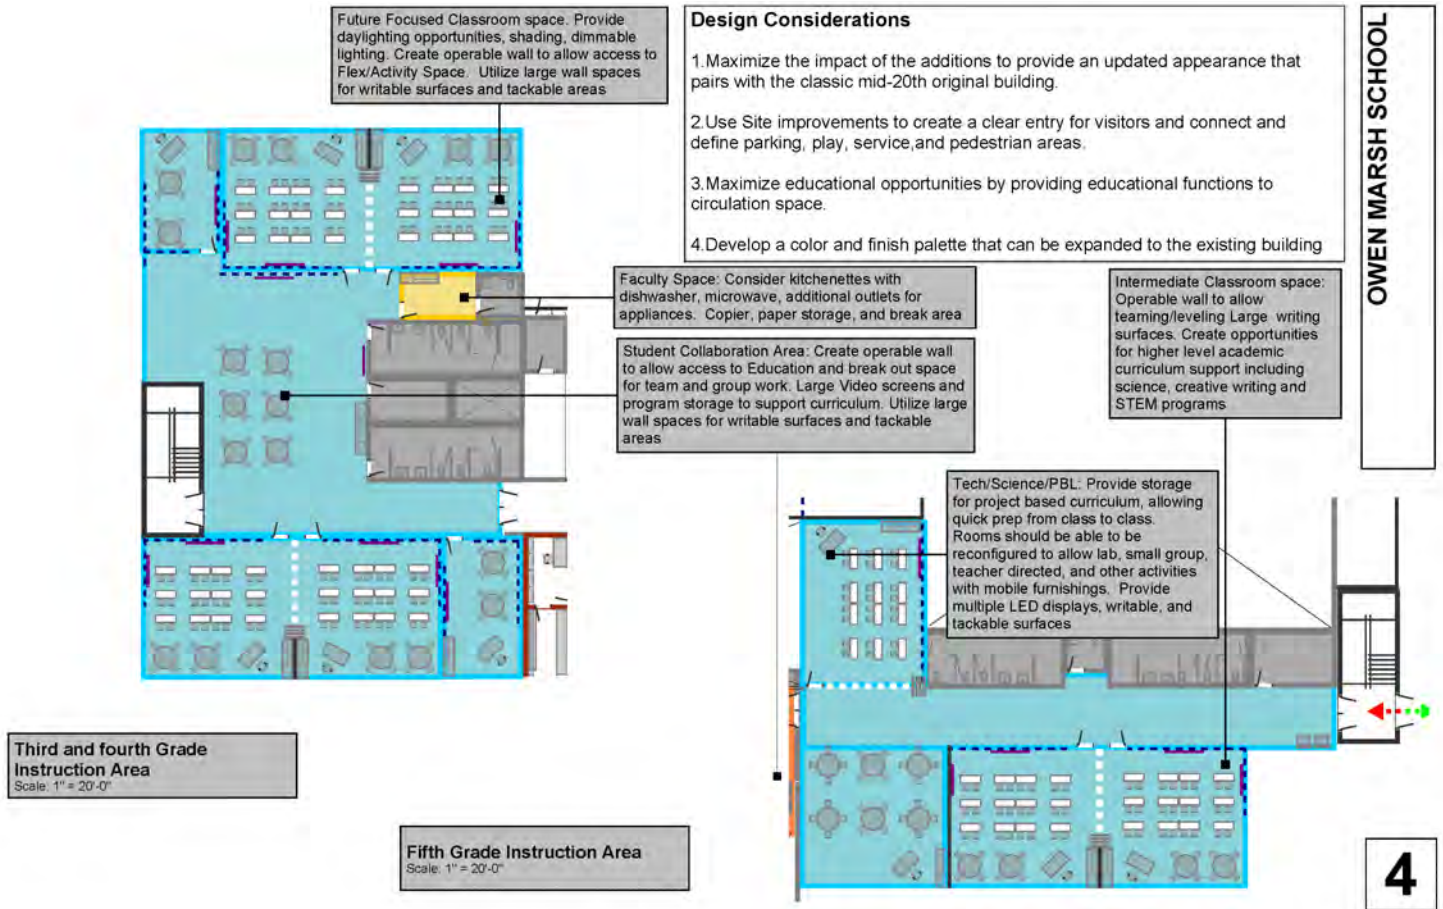 Future Focused Classroom space. Provide
daylighting opportunities, shading, dimmable
lighting. Create operable wall to allow access to
Flex/Activity Space.  Utilize large wall spaces
for writable surfaces and tackable areas
Design Considerations
1.Maximize the impact of the additions to provide an updated appearance that
pairs with the classic mid-20th original building.
2.Use Site improvements to create a clear entry for visitors and connect and
define parking, play, service,and pedestrian areas.
3.Maximize educational opportunities by providing educational functions to
circulation space.
4.Develop a color and finish palette that can be expanded to the existing building
OWEN MARSH SCHOOL
Faculty Space: Consider kitchenettes with
dishwasher, microwave, additional outlets for
appliances.  Copier, paper storage, and break area
Student Collaboration Area: Create operable wall
to allow access to Education and break out space
for team and group work. Large Video screens and
program storage to support curriculum. Utilize large
wall spaces for writable surfaces and tackable
areas
Intermediate Classroom space:
Operable wall to allow
teaming/leveling Large  writing
surfaces. Create opportunities
for higher level academic
curriculum support including
science, creative writing and
STEM programs
Tech/Science/PBL: Provide storage
for project based curriculum, allowing
quick prep from class to class.
Rooms should be able to be
reconfigured to allow lab, small group,
teacher directed, and other activities
with mobile furnishings.  Provide
multiple LED displays, writable, and
tackable surfaces
Third and fourth Grade
Instruction Area
Scale: 1" = 20'-0"
Fifth Grade Instruction Area
Scale: 1" = 20'-0"
4